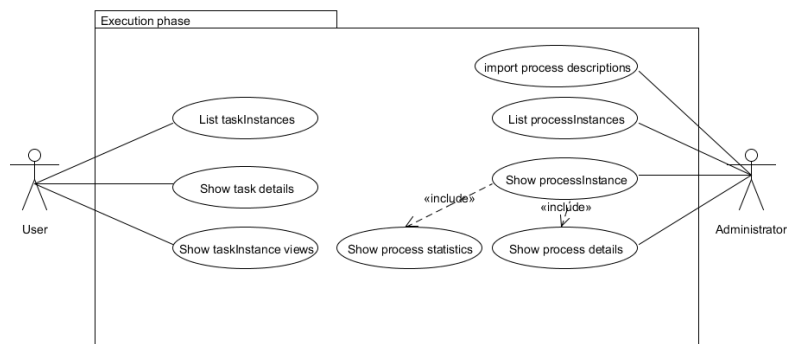 Execution phase
import process descriptions
List taskInstances
List processInstances
Show task details
Show processInstance
«include»
«include»
User
Administrator
Show taskInstance views
Show process statistics
Show process details